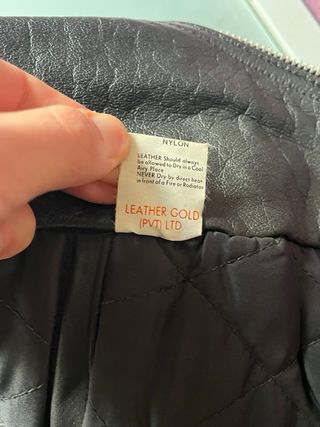 NYLON
LEATHER Should always
be allowed to Dry in a Cool
Airy Place
NEVER Dry by direct heat
in front of a Fire or Radiator
LEATHER GOLD
(PVT) LTD